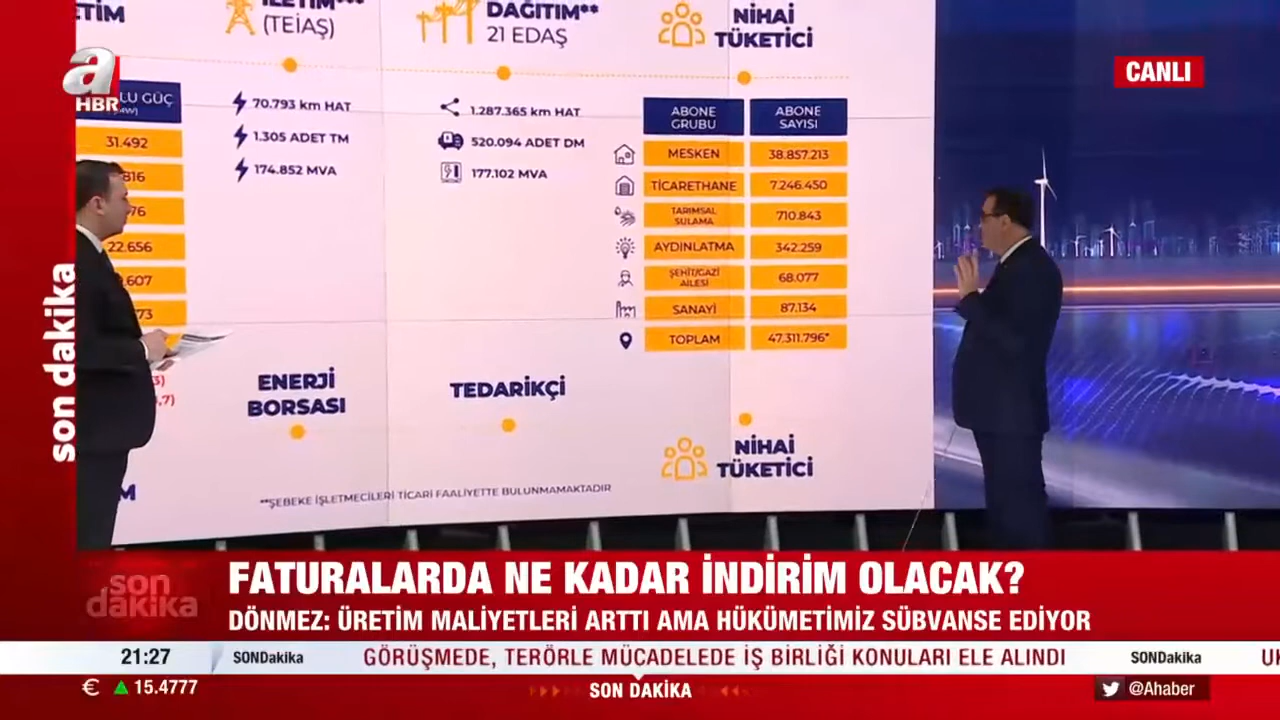 İLETİM***
(TEİAŞ)
DAĞITIM**
21 EDAŞ
NİHAİ
TÜKETİCİ
a
HBR
CANLI
GÜÇ
31.492
22.656
70.793 km HAT
1.305 ADET TM
174.852 MVA
1.287.365 km HAT
520.094 ADET DM
177.102 MVA
ABONE GRUBU ABONE SAYISI
MESKEN 38.857.213
TİCARETHANE 7.246.450
TARIMSAL SULAMA 710.843
AYDINLATMA 342.259
ŞEHİT/GAZİ AİLESİ 68.077
SANAYİ 87.134
TOPLAM 47.311.796*
ENERJİ
BORSASI
TEDARİKÇİ
NİHAİ
TÜKETİCİ
**ŞEBEKE İŞLETMECİLERİ TİCARİ FAALİYETTE BULUNMAMAKTADIR
son dakika
son
dakika
FATURALARDA NE KADAR İNDİRİM OLACAK?
DÖNMEZ: ÜRETİM MALİYETLERİ ARTTI AMA HÜKÜMETİMİZ SÜBVANSE EDİYOR
21:27 SONDakika GÖRÜŞMEDE, TERÖRLE MÜCADELEDE İŞ BİRLİĞİ KONULARI ELE ALINDI SONDakika
€ 15.4777 SON DAKİKA @Ahaber